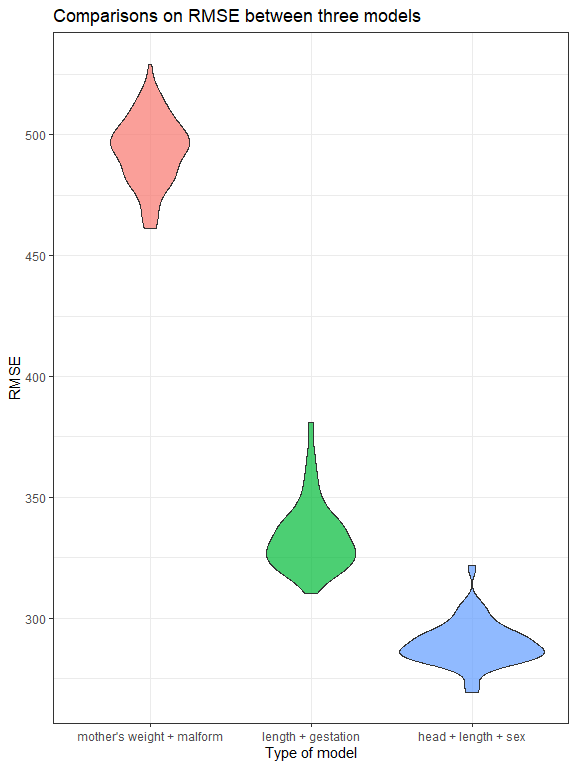 Comparisons on RMSE between three models
RMSE
500
450
400
350
300
mother's weight + malform
length + gestation
head + length + sex
Type of model